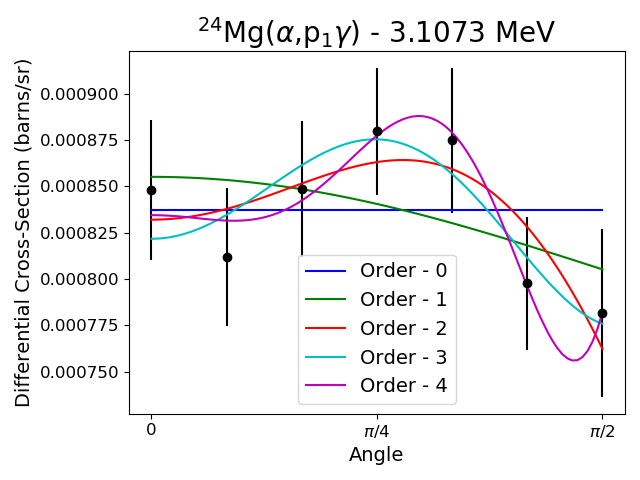 ²⁴Mg(α,p₁γ) - 3.1073 MeV
Differential Cross-Section (barns/sr)
0.000900
0.000875
0.000850
0.000825
0.000800
0.000775
0.000750
Order - 0
Order - 1
Order - 2
Order - 3
Order - 4
0
π/4
π/2
Angle